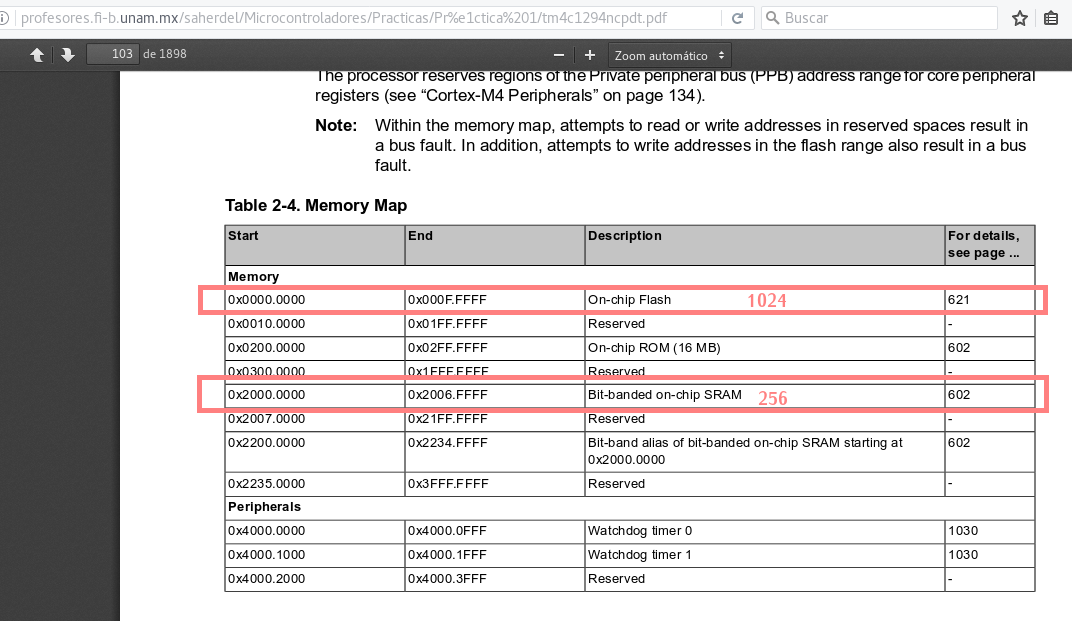 profesores.fi-b.unam.mx/saherdel/Microcontroladores/Practicas/Pr%e1ctica%201/tm4c1294ncpdt.pdf Buscar
103 de 1898 Zoom automático
The processor reserves regions of the Private peripheral bus (PPB) address range for core peripheral
registers (see “Cortex-M4 Peripherals” on page 134).
Note: Within the memory map, attempts to read or write addresses in reserved spaces result in
a bus fault. In addition, attempts to write addresses in the flash range also result in a bus
fault.
Table 2-4. Memory Map
Start End Description For details,
see page ...
Memory
0x0000.0000 0x000F.FFFF On-chip Flash 1024 621
0x0010.0000 0x01FF.FFFF Reserved -
0x0200.0000 0x02FF.FFFF On-chip ROM (16 MB) 602
0x0300.0000 0x1FFF.FFFF Reserved -
0x2000.0000 0x2006.FFFF Bit-banded on-chip SRAM 256 602
0x2007.0000 0x21FF.FFFF Reserved -
0x2200.0000 0x2234.FFFF Bit-band alias of bit-banded on-chip SRAM starting at 602
0x2000.0000
0x2235.0000 0x3FFF.FFFF Reserved -
Peripherals
0x4000.0000 0x4000.0FFF Watchdog timer 0 1030
0x4000.1000 0x4000.1FFF Watchdog timer 1 1030
0x4000.2000 0x4000.3FFF Reserved -